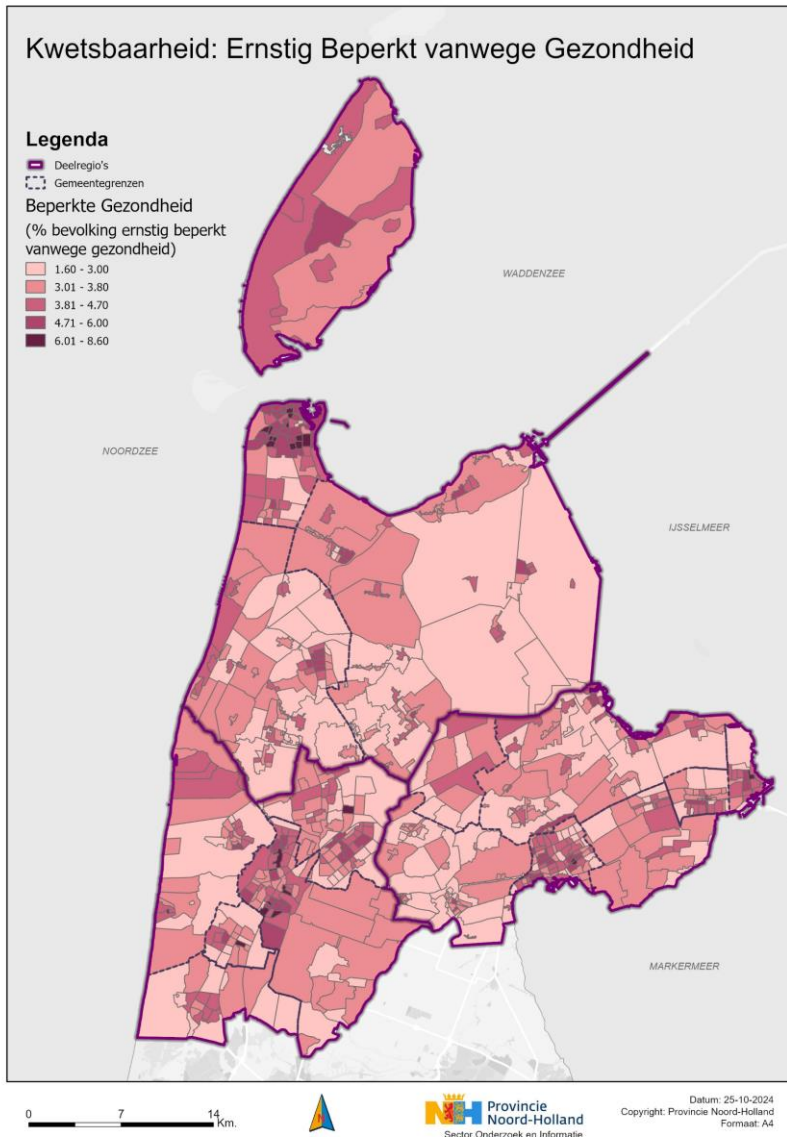 Kwetsbaarheid: Ernstig Beperkt vanwege Gezondheid
Legenda
Deelregio's
Gemeentegrenzen
Beperkte Gezondheid
(% bevolking ernstig beperkt
vanwege gezondheid)
1.60 - 3.00
3.01 - 3.80
3.81 - 4.70
4.71 - 6.00
6.01 - 8.60
WADDENZEE
NOORDZEE
IJSSELMEER
MARKERMEER
0 7 14
Km.
Provincie
Noord-Holland
Sector Onderzoek en Informatie
Datum: 25-10-2024
Copyright: Provincie Noord-Holland
Formaat: A4